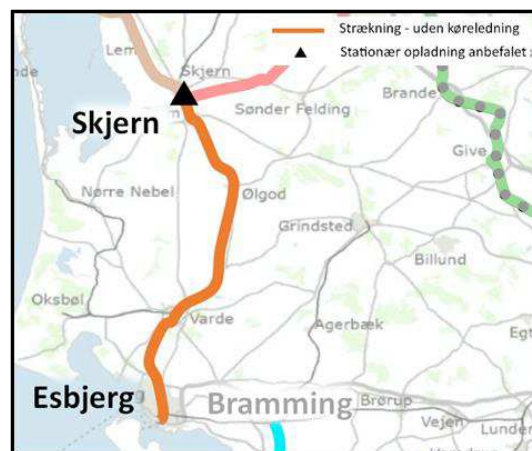 Strækning - uden køreledning
Stationær opladning anbefalet
Lem
Skjern
Skjern
Sønder Felding
Brande
Give
Nørre Nebel
Ølgod
Grindsted
Billund
Oksbøl
Varde
Agerbæk
Esbjerg
Bramming
Brørup
Vejen